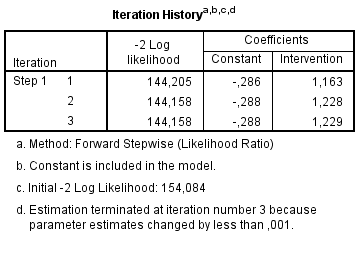 Iteration Historya,b,c,d
Iteration -2 Log likelihood Coefficients
Constant Intervention
Step 1 1 144,205 -,286 1,163
2 144,158 -,288 1,228
3 144,158 -,288 1,229
a. Method: Forward Stepwise (Likelihood Ratio)
b. Constant is included in the model.
c. Initial -2 Log Likelihood: 154,084
d. Estimation terminated at iteration number 3 because
parameter estimates changed by less than ,001.